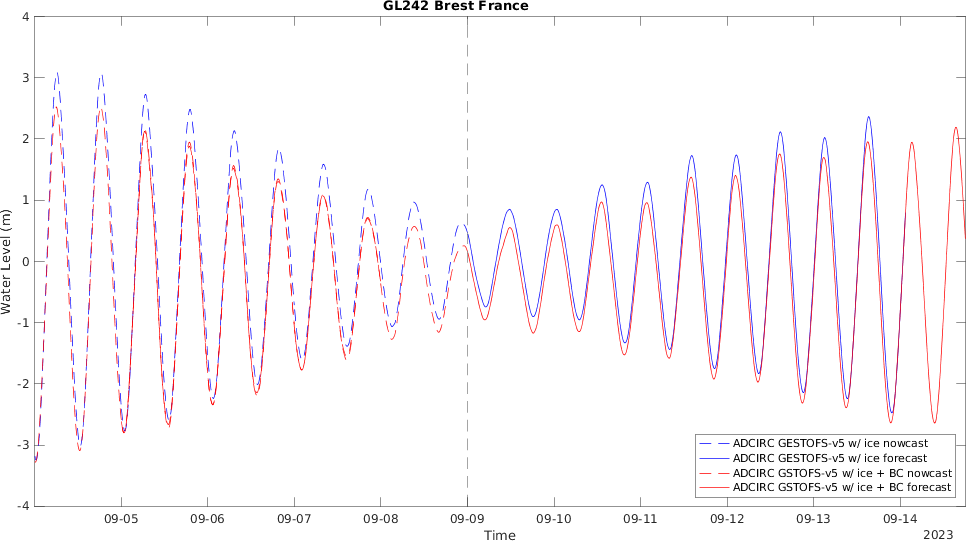 GL242 Brest France
4
3
2
1
0
-1
-2
-3
-4
Water Level (m)
ADCIRC GESTOFS-v5 w/ ice nowcast
ADCIRC GESTOFS-v5 w/ ice forecast
ADCIRC GSTOFS-v5 w/ ice + BC nowcast
ADCIRC GSTOFS-v5 w/ ice + BC forecast
09-05 09-06 09-07 09-08 09-09 09-10 09-11 09-12 09-13 09-14
Time
2023